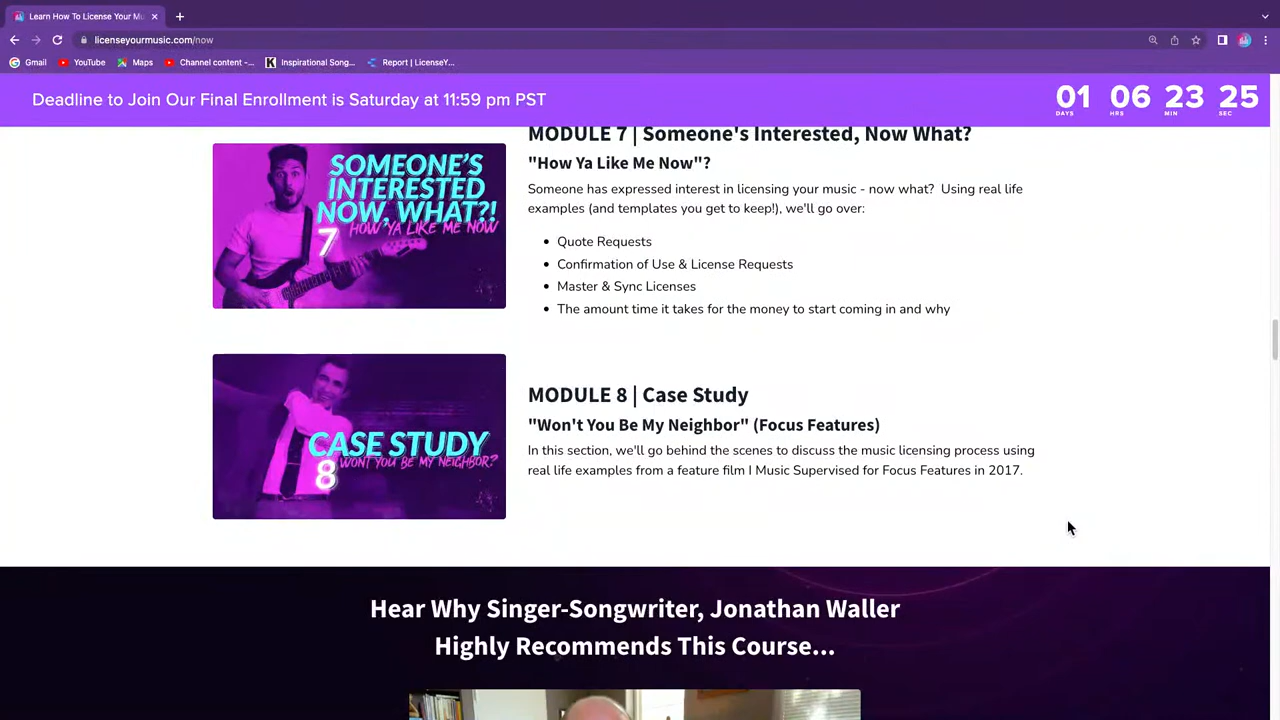 Learn How To License Your Mu
licenseyourmusic.com/now
Gmail
YouTube
Maps
Channel content -...
Inspirational Song...
Report | LicenseY...
Deadline to Join Our Final Enrollment is Saturday at 11:59 pm PST
01 06 23 25
DAYS HRS MIN SEC
SOMEONE'S
INTERESTED
NOW, WHAT?!
HOW YA LIKE ME NOW
7
MODULE 7 | Someone's Interested, Now What?
"How Ya Like Me Now"?
Someone has expressed interest in licensing your music - now what? Using real life
examples (and templates you get to keep!), we'll go over:
• Quote Requests
• Confirmation of Use & License Requests
• Master & Sync Licenses
• The amount time it takes for the money to start coming in and why
CASE STUDY
WONT YOU BE MY NEIGHBOR?
8
MODULE 8 | Case Study
"Won't You Be My Neighbor" (Focus Features)
In this section, we'll go behind the scenes to discuss the music licensing process using
real life examples from a feature film I Music Supervised for Focus Features in 2017.
Hear Why Singer-Songwriter, Jonathan Waller
Highly Recommends This Course...